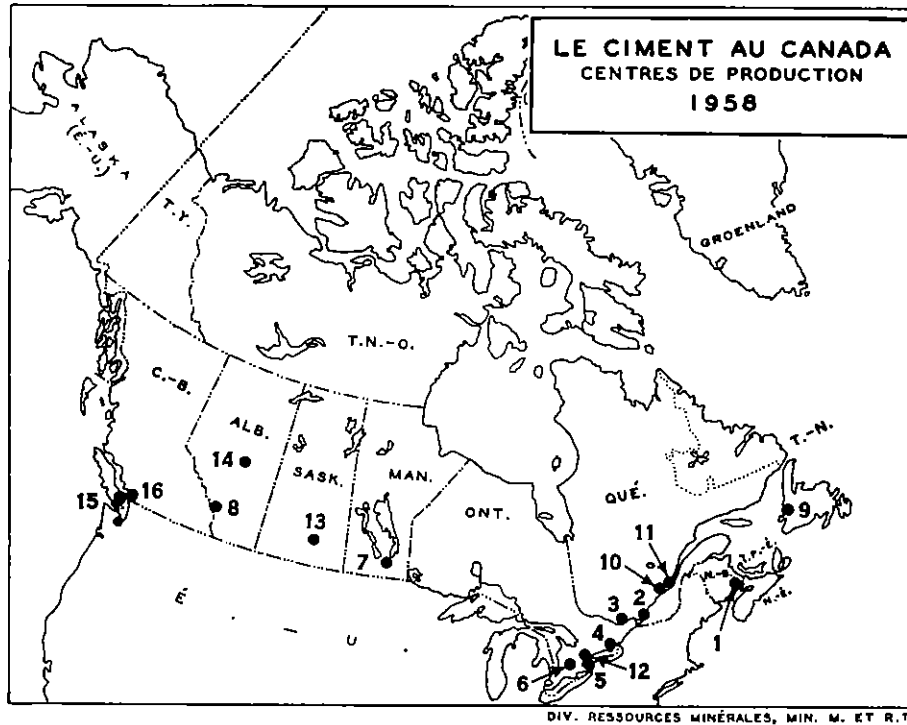 LE CIMENT AU CANADA
CENTRES DE PRODUCTION
1958
ALASKA
(É.-U.)
T.Y.
GROENLAND
T.N.-O.
C.-B.
ALB.
14
SASK.
MAN.
T.-N.
15
16
8
13
7
ONT.
QUÉ.
9
11
10
T.P.-É.
N.-B.
N.-É.
3
2
1
É.-U.
4
6
5
12
DIV. RESSOURCES MINÉRALES, MIN. M. ET R.T